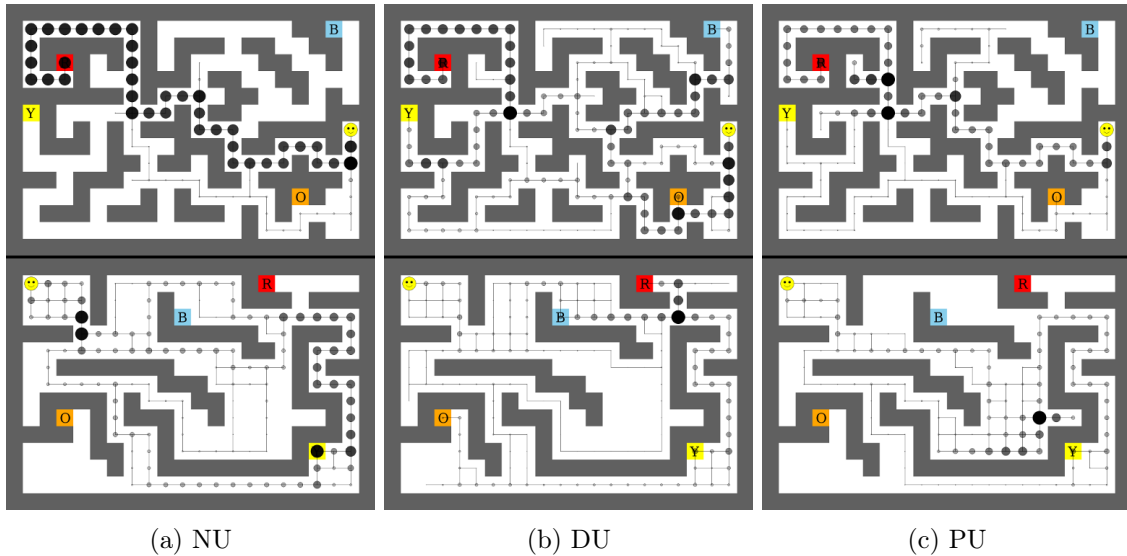 B B B
R R
Y Y Y
O O O
R R R
B B B
O O O
Y Y
(a) NU (b) DU (c) PU